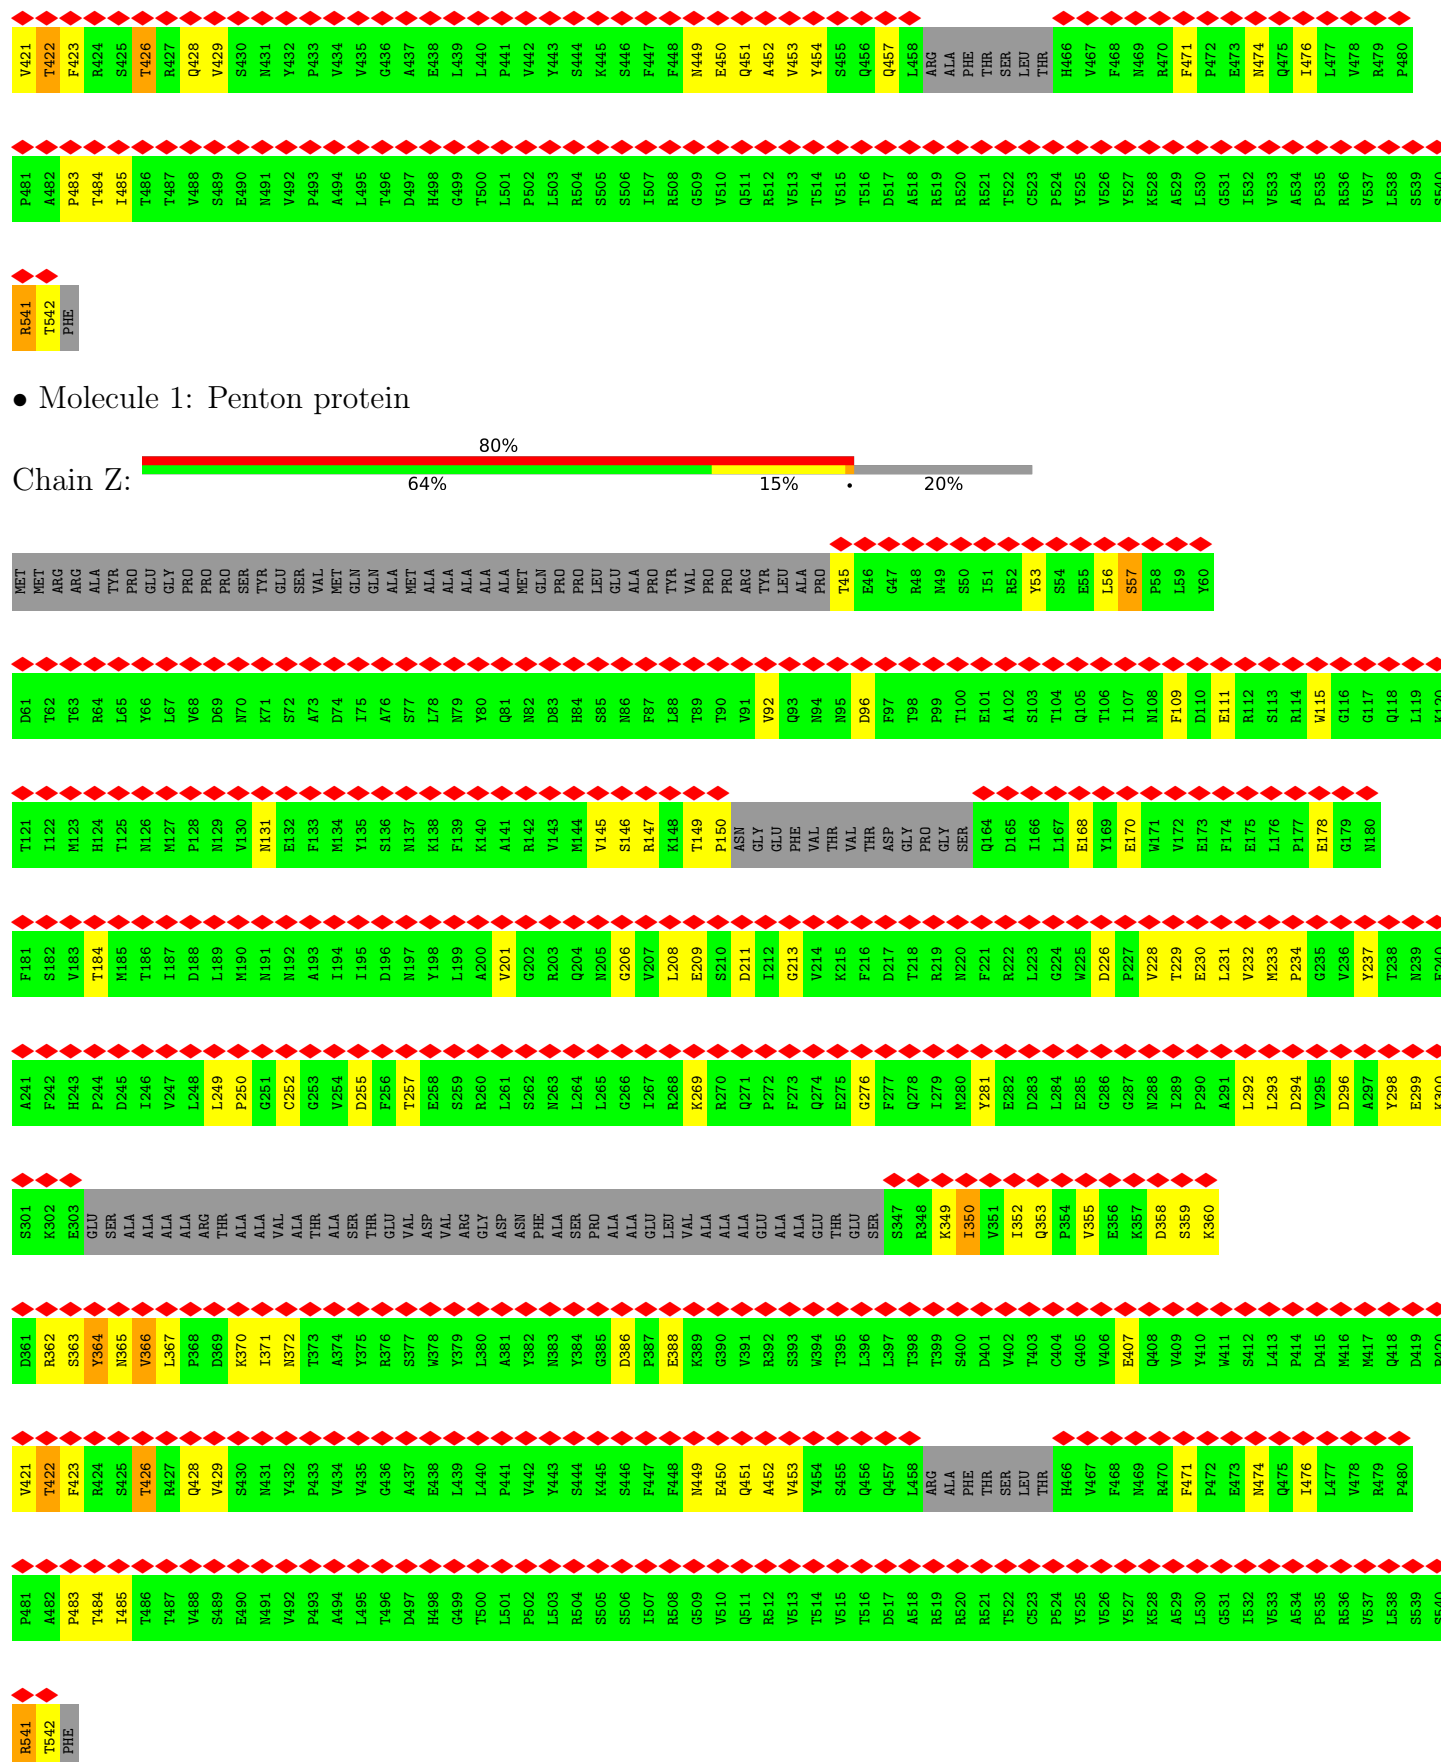 V421 T422 F423 R424 S425 T426 R427 Q428 V429 S430 N431 Y432 P433 V434 V435 G436 A437 E438 L439 L440 P441 V442 Y443 S444 K445 S446 F447 F448 N449 E450 Q451 A452 V453 Y454 S455 Q456 Q457 L458 ARG ALA PHE THR SER LEU THR H466 V467 F468 N469 R470 F471 P472 E473 N474 Q475 I476 L477 V478 R479 P480
P481 A482 P483 T484 I485 T486 T487 V488 S489 E490 N491 V492 P493 A494 L495 T496 D497 H498 G499 T500 L501 P502 L503 R504 S505 S506 I507 R508 G509 V510 Q511 R512 V513 T514 V515 T516 D517 A518 R519 R520 R521 T522 C523 P524 Y525 V526 Y527 K528 A529 L530 G531 I532 V533 A534 P535 R536 V537 L538 S539 S540
R541 T542 PHE
• Molecule 1: Penton protein
80%
Chain Z:
64% 15% • 20%
MET MET ARG ARG ALA TYR PRO GLU GLY PRO PRO PRO SER TYR GLU SER VAL MET GLN GLN ALA MET ALA ALA ALA ALA ALA MET GLN PRO PRO LEU GLU ALA PRO TYR VAL PRO PRO ARG TYR LEU ALA PRO T45 E46 G47 R48 N49 S50 I51 R52 Y53 S54 E55 L56 S57 P58 L59 Y60
D61 T62 T63 R64 L65 Y66 L67 V68 D69 N70 K71 S72 A73 D74 I75 A76 S77 L78 N79 Y80 Q81 N82 D83 H84 S85 N86 F87 L88 T89 T90 V91 V92 Q93 N94 N95 D96 F97 T98 P99 T100 E101 A102 S103 T104 Q105 T106 I107 N108 F109 D110 E111 R112 S113 R114 W115 G116 G117 Q118 L119 K120
T121 I122 M123 H124 T125 N126 M127 P128 N129 V130 N131 E132 F133 M134 Y135 S136 N137 K138 F139 K140 A141 R142 V143 M144 V145 S146 R147 K148 T149 P150 ASN GLY GLU PHE VAL THR VAL THR ASP GLY PRO GLY SER Q164 D165 I166 L167 E168 Y169 E170 W171 V172 E173 F174 E175 L176 P177 E178 G179 N180
F181 S182 V183 T184 M185 T186 I187 D188 L189 M190 N191 N192 A193 I194 I195 D196 N197 Y198 L199 A200 V201 G202 R203 Q204 N205 G206 V207 L208 E209 S210 D211 I212 G213 V214 K215 F216 D217 T218 R219 N220 F221 R222 L223 G224 W225 D226 P227 V228 T229 E230 L231 V232 M233 P234 G235 V236 Y237 T238 N239 E240
A241 F242 H243 P244 D245 I246 V247 L248 L249 P250 G251 C252 G253 V254 D255 F256 T257 E258 S259 R260 L261 S262 N263 L264 L265 G266 I267 R268 K269 R270 Q271 P272 F273 Q274 E275 G276 F277 Q278 I279 M280 Y281 E282 D283 L284 E285 G286 G287 N288 I289 P290 A291 L292 L293 D294 V295 D296 A297 Y298 E299 K300
S301 K302 E303 GLU SER ALA ALA ALA ALA ARG THR ALA ALA VAL ALA THR ALA SER THR GLU VAL ASP VAL ARG GLY ASP ASN PHE ALA SER PRO ALA ALA GLU LEU VAL ALA ALA ALA GLU ALA ALA GLU THR GLU SER S347 R348 K349 I350 V351 I352 Q353 P354 V355 E356 K357 D358 S359 K360
D361 R362 S363 Y364 N365 V366 L367 P368 D369 K370 I371 N372 T373 A374 Y375 R376 S377 W378 Y379 L380 A381 Y382 N383 Y384 G385 D386 P387 E388 K389 G390 V391 R392 S393 W394 T395 L396 L397 T398 T399 S400 D401 V402 T403 C404 G405 V406 E407 Q408 V409 Y410 W411 S412 L413 P414 D415 M416 M417 Q418 D419 P420
V421 T422 F423 R424 S425 T426 R427 Q428 V429 S430 N431 Y432 P433 V434 V435 G436 A437 E438 L439 L440 P441 V442 Y443 S444 K445 S446 F447 F448 N449 E450 Q451 A452 V453 Y454 S455 Q456 Q457 L458 ARG ALA PHE THR SER LEU THR H466 V467 F468 N469 R470 F471 P472 E473 N474 Q475 I476 L477 V478 R479 P480
P481 A482 P483 T484 I485 T486 T487 V488 S489 E490 N491 V492 P493 A494 L495 T496 D497 H498 G499 T500 L501 P502 L503 R504 S505 S506 I507 R508 G509 V510 Q511 R512 V513 T514 V515 T516 D517 A518 R519 R520 R521 T522 C523 P524 Y525 V526 Y527 K528 A529 L530 G531 I532 V533 A534 P535 R536 V537 L538 S539 S540
R541 T542 PHE